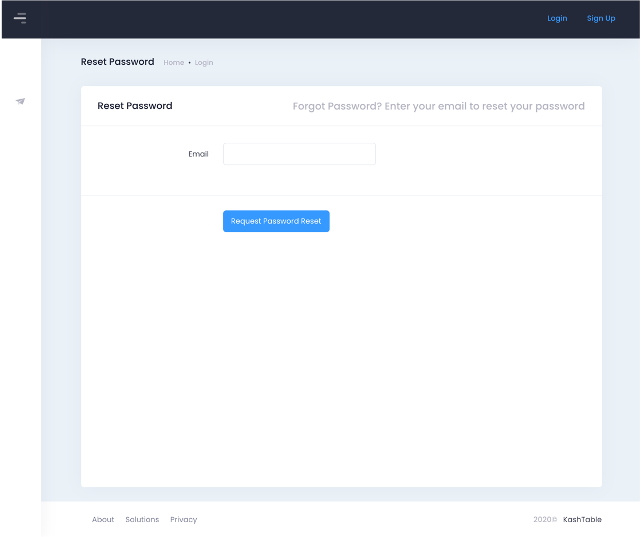 Login Sign Up
Reset Password Home • Login
Reset Password Forgot Password? Enter your email to reset your password
Email
Request Password Reset
About Solutions Privacy 2020© KashTable